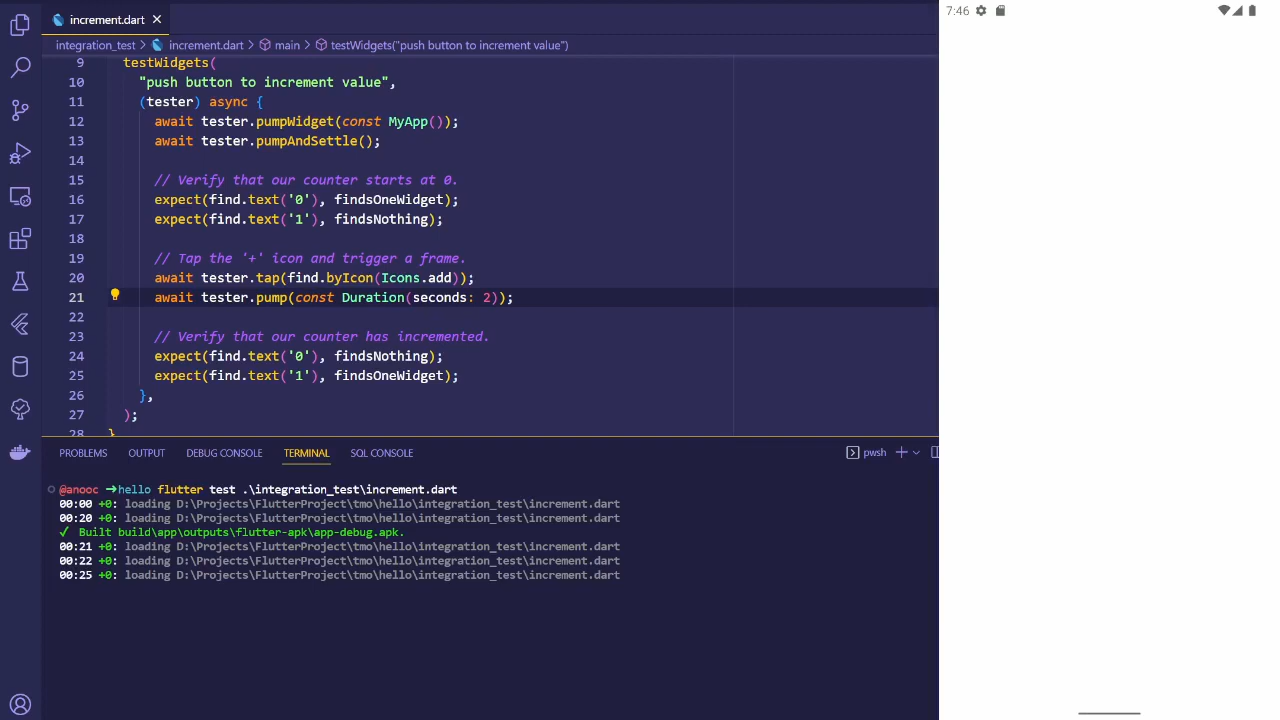 increment.dart
7:46
integration_test > increment.dart > main > testWidgets("push button to increment value")
9 testWidgets(
10 "push button to increment value",
11 (tester) async {
12 await tester.pumpWidget(const MyApp());
13 await tester.pumpAndSettle();
14
15 // Verify that our counter starts at 0.
16 expect(find.text('0'), findsOneWidget);
17 expect(find.text('1'), findsNothing);
18
19 // Tap the '+' icon and trigger a frame.
20 await tester.tap(find.byIcon(Icons.add));
21 await tester.pump(const Duration(seconds: 2));
22
23 // Verify that our counter has incremented.
24 expect(find.text('0'), findsNothing);
25 expect(find.text('1'), findsOneWidget);
26 },
27 );
28 }
PROBLEMS OUTPUT DEBUG CONSOLE TERMINAL SQL CONSOLE pwsh
@anooc →hello flutter test .\integration_test\increment.dart
00:00 +0: loading D:\Projects\FlutterProject\tmo\hello\integration_test\increment.dart
00:20 +0: loading D:\Projects\FlutterProject\tmo\hello\integration_test\increment.dart
✓ Built build\app\outputs\flutter-apk\app-debug.apk.
00:21 +0: loading D:\Projects\FlutterProject\tmo\hello\integration_test\increment.dart
00:22 +0: loading D:\Projects\FlutterProject\tmo\hello\integration_test\increment.dart
00:25 +0: loading D:\Projects\FlutterProject\tmo\hello\integration_test\increment.dart